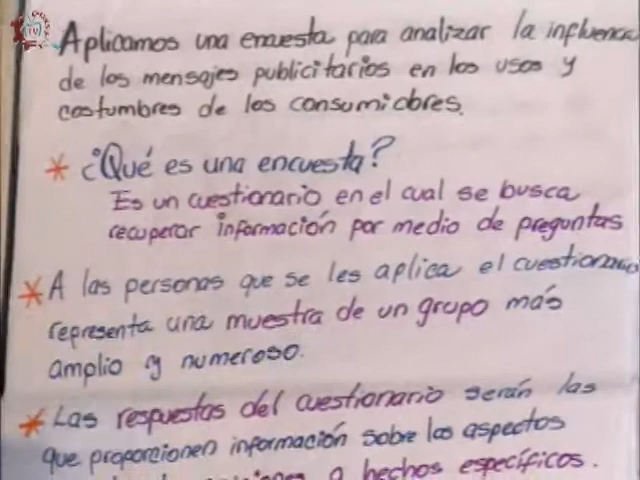 Aplicamos una encuesta para analizar la influencia
de los mensajes publicitarios en los usos y
costumbres de los consumidores.
* ¿Qué es una encuesta?
Es un cuestionario en el cual se busca
recuperar información por medio de preguntas
* A las personas que se les aplica el cuestionario
representa una muestra de un grupo más
amplio y numeroso.
* Las respuestas del cuestionario serán las
que proporcionen información sobre los aspectos
o hechos específicos.